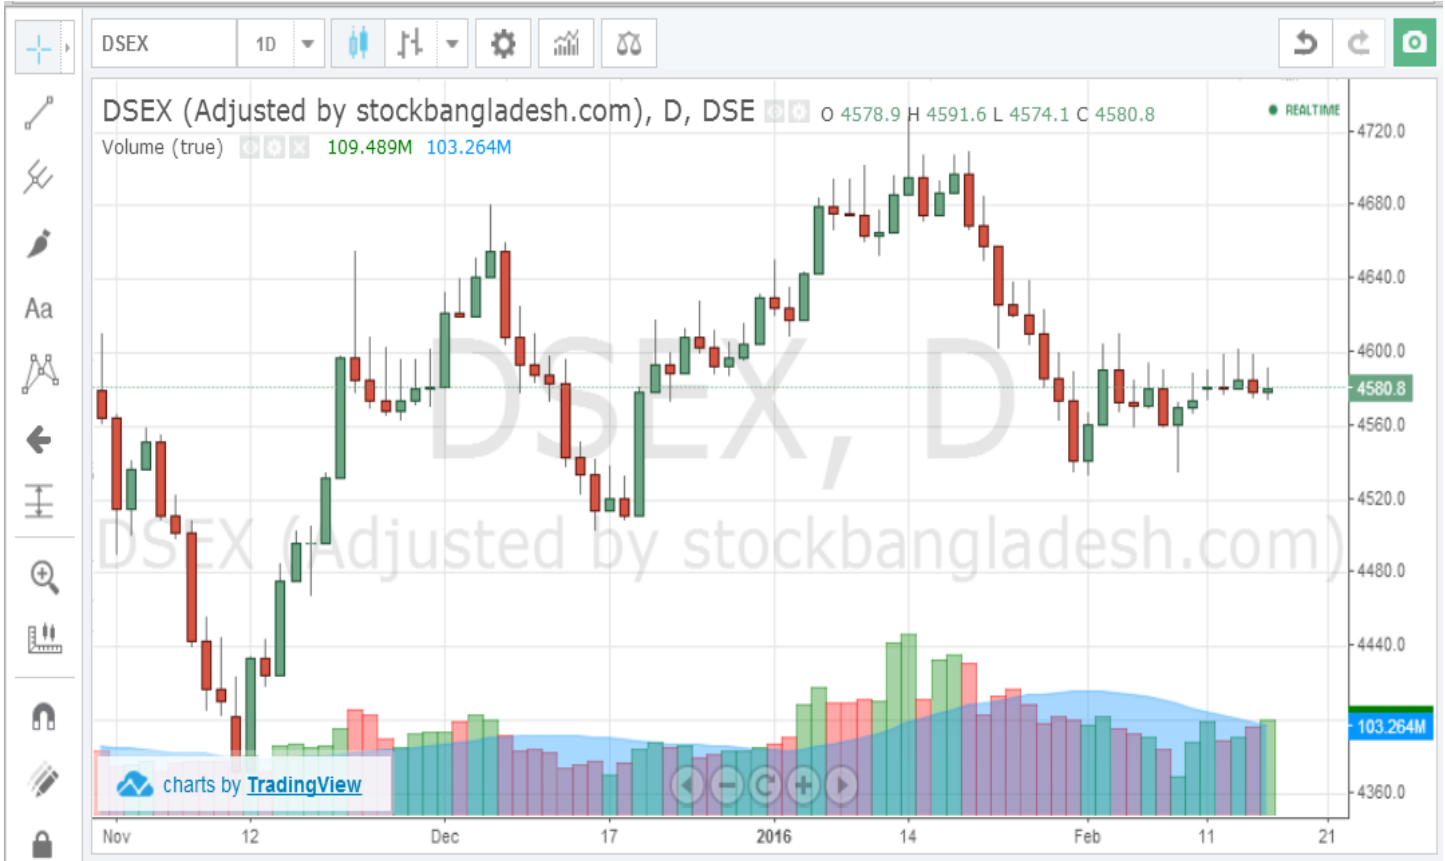 DSEX 1D
DSEX (Adjusted by stockbangladesh.com), D, DSE O 4578.9 H 4591.6 L 4574.1 C 4580.8
REALTIME
Volume (true) 109.489M 103.264M
Aa
4720.0
4680.0
4640.0
4600.0
4580.8
4560.0
4520.0
4480.0
4440.0
103.264M
4360.0
DSEX, D
DSEX (Adjusted by stockbangladesh.com)
charts by TradingView
Nov 12 Dec 17 2016 14 Feb 11 21